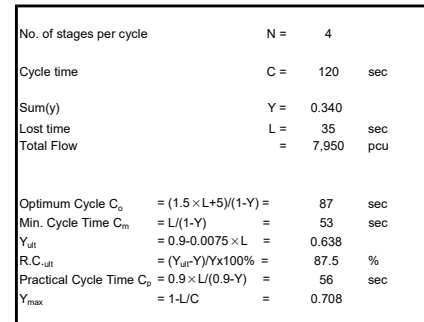 No. of stages per cycle N = 4
Cycle time C = 120 sec
Sum(y) Y = 0.340
Lost time L = 35 sec
Total Flow = 7,950 pcu
Optimum Cycle Cₒ = (1.5×L+5)/(1-Y) = 87 sec
Min. Cycle Time Cₘ = L/(1-Y) = 53 sec
Yᵤₗₜ = 0.9-0.0075×L = 0.638
R.C.ᵤₗₜ = (Yᵤₗₜ-Y)/Yx100% = 87.5 %
Practical Cycle Time Cₚ = 0.9×L/(0.9-Y) = 56 sec
Yₘₐₓ = 1-L/C = 0.708